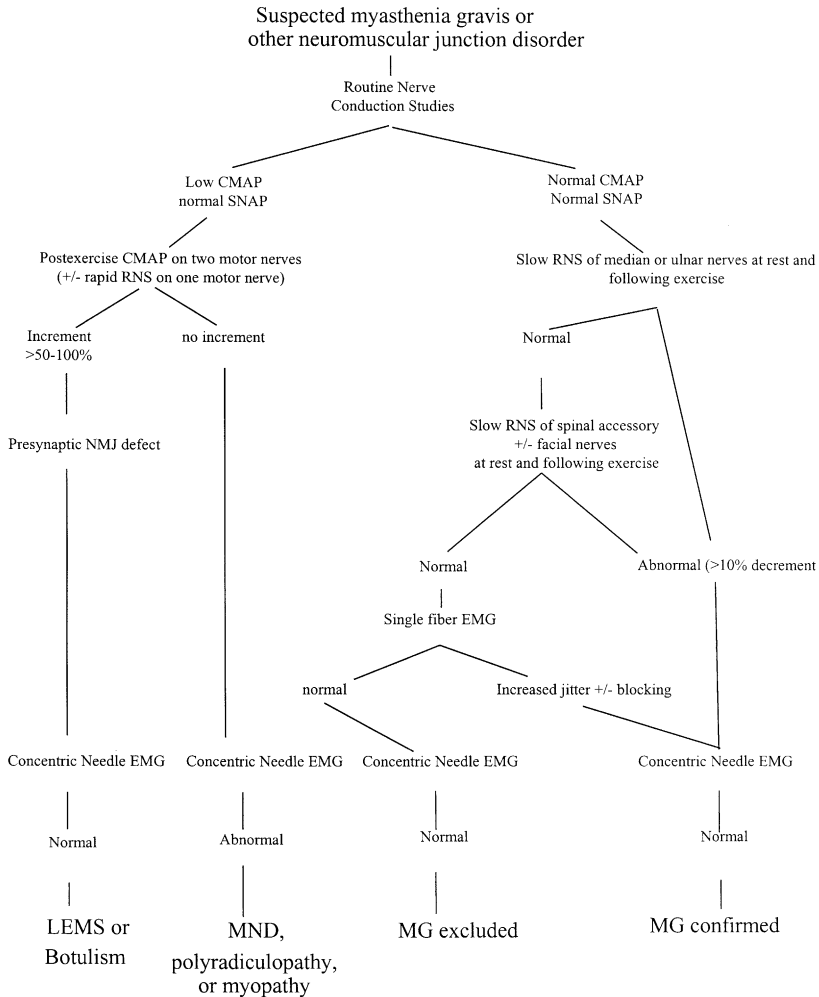 Suspected myasthenia gravis or
other neuromuscular junction disorder
Routine Nerve
Conduction Studies
Low CMAP
normal SNAP
Normal CMAP
Normal SNAP
Postexercise CMAP on two motor nerves
(+/- rapid RNS on one motor nerve)
Slow RNS of median or ulnar nerves at rest and
following exercise
Increment
>50-100%
no increment
Normal
Presynaptic NMJ defect
Slow RNS of spinal accessory
+/- facial nerves
at rest and following exercise
Normal
Abnormal (>10% decrement
Single fiber EMG
normal
Increased jitter +/- blocking
Concentric Needle EMG
Concentric Needle EMG
Concentric Needle EMG
Concentric Needle EMG
Normal
Abnormal
Normal
Normal
LEMS or
Botulism
MND,
polyradiculopathy,
or myopathy
MG excluded
MG confirmed